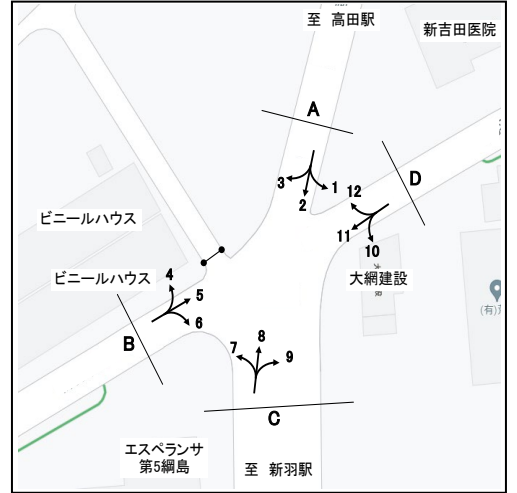 至 高田駅
新吉田医院
A
D
3
2
1
12
11
10
ビニールハウス
大網建設
ビニールハウス
4
5
6
(有)
B
7
8
9
C
エスペランサ
第5綱島
至 新羽駅